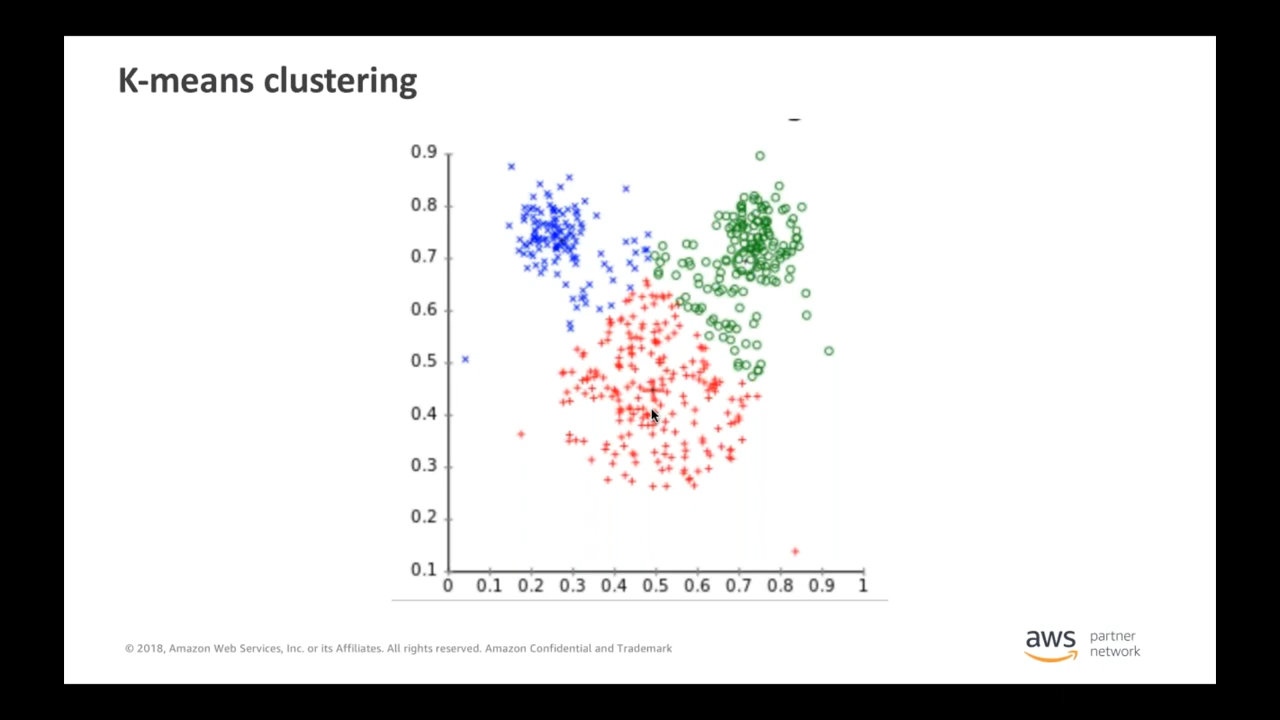 K-means clustering
0.9
0.8
0.7
0.6
0.5
0.4
0.3
0.2
0.1
0 0.1 0.2 0.3 0.4 0.5 0.6 0.7 0.8 0.9 1
© 2018, Amazon Web Services, Inc. or its Affiliates. All rights reserved. Amazon Confidential and Trademark
aws partner
network